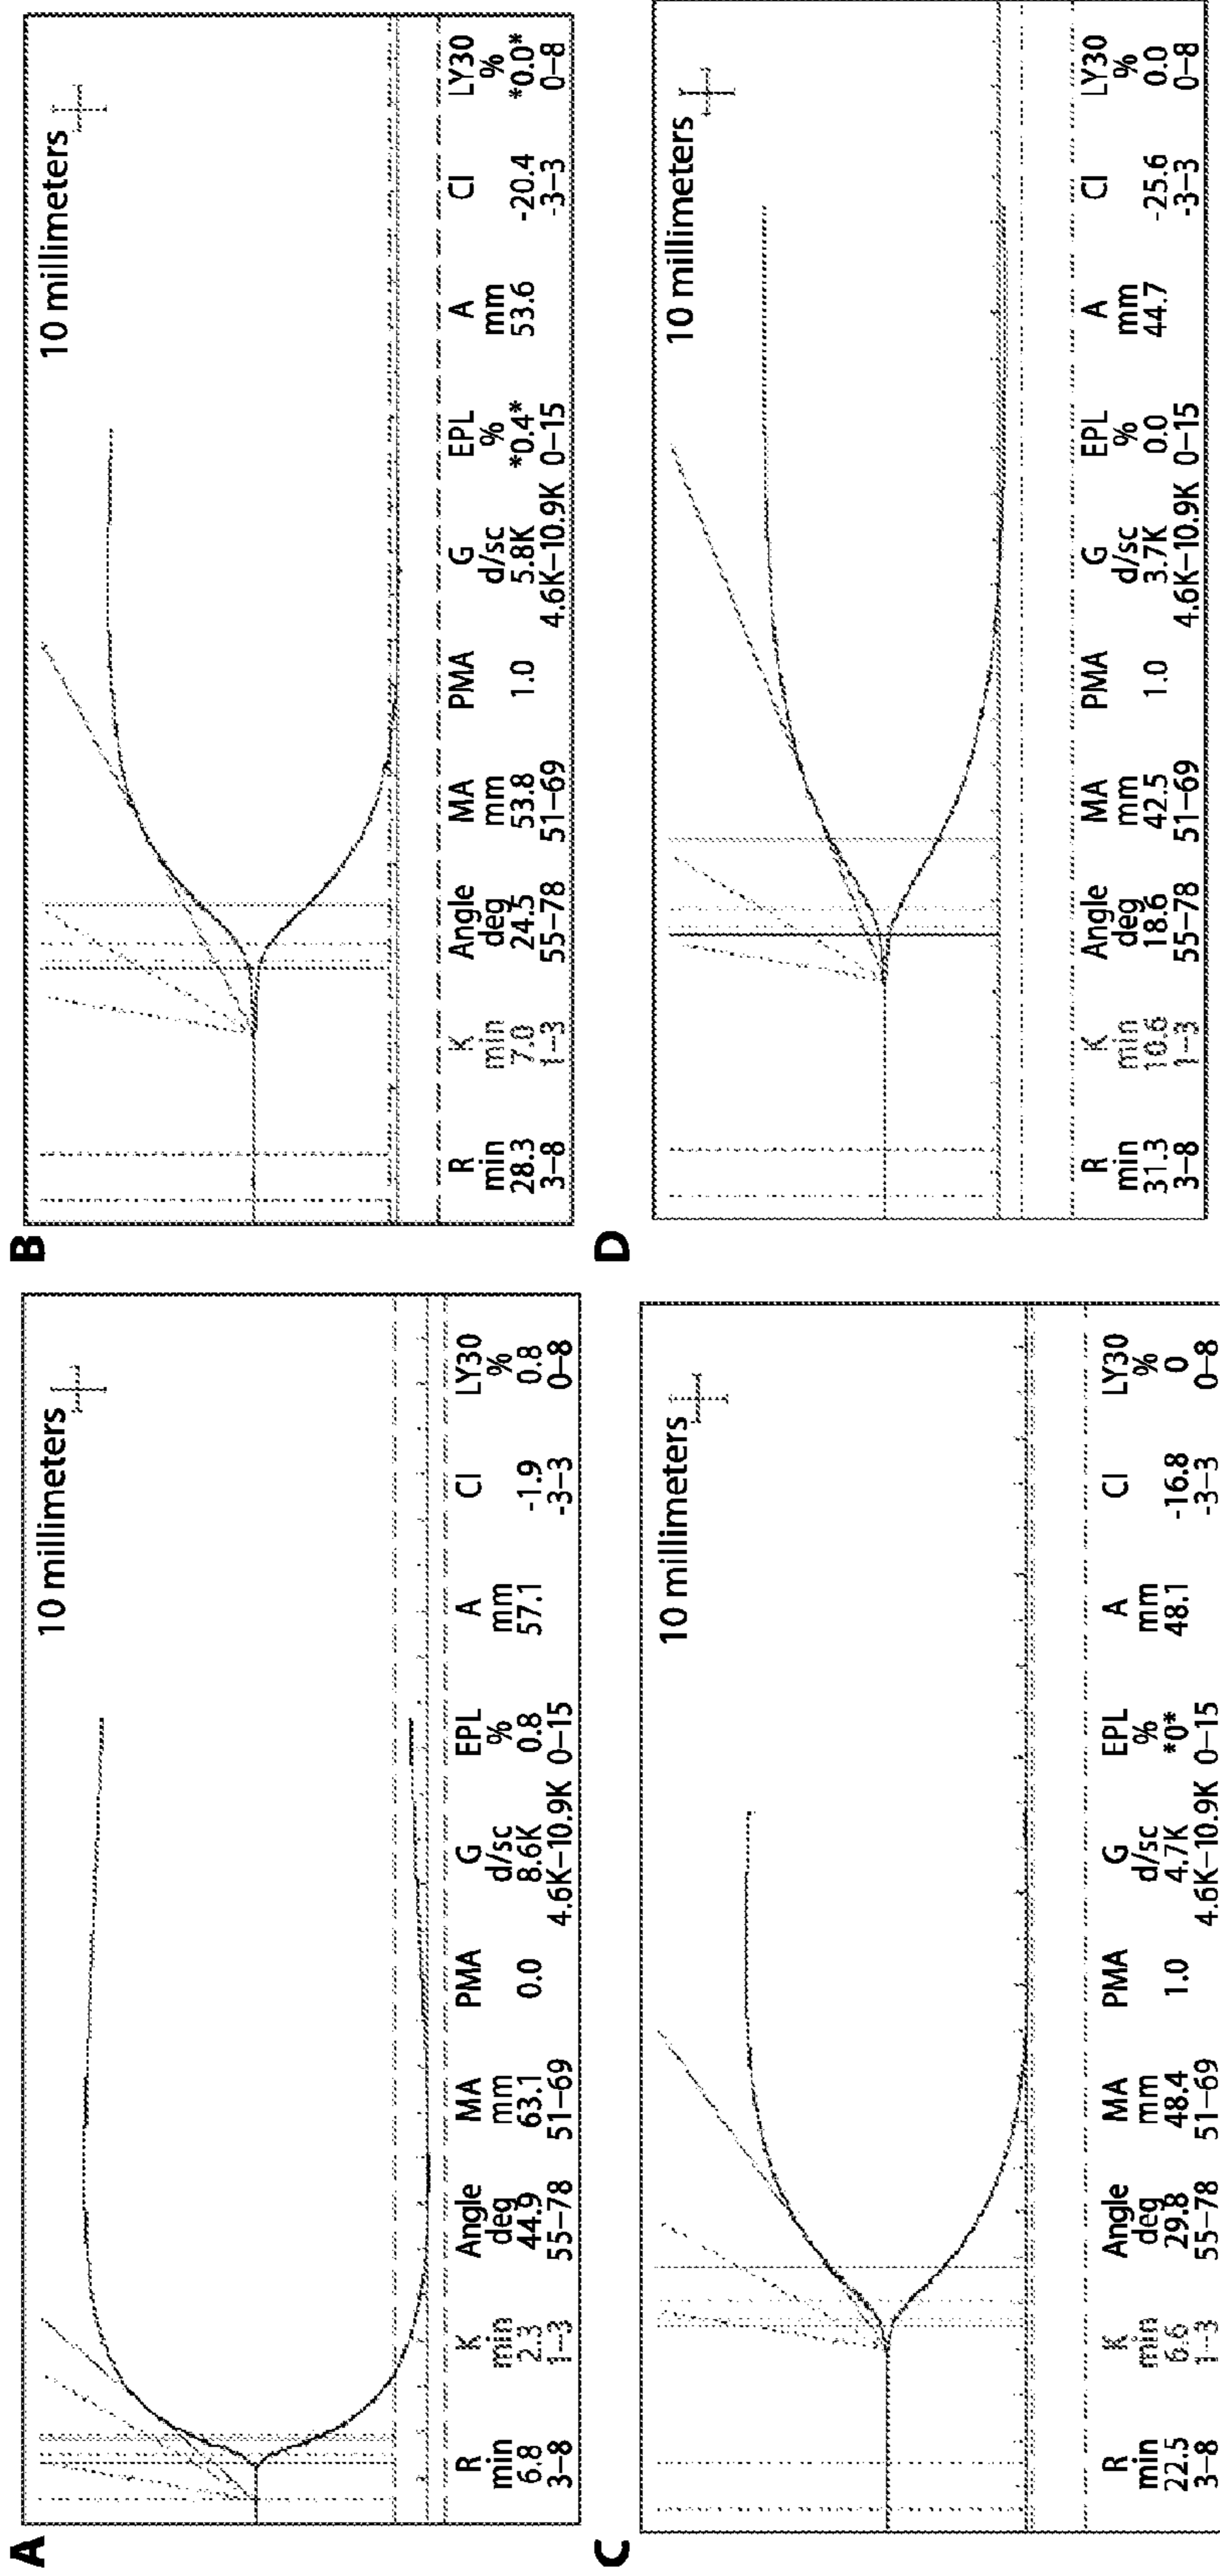 A
10 millimeters
R K Angle MA PMA G EPL A CI LY30
min min deg mm d/sc % mm %
6.8 2.3 44.9 63.1 0.0 8.6K 0.8 57.1 -1.9 0.8
3–8 1–3 55–78 51–69 4.6K–10.9K 0–15 -3–3 0–8
B
10 millimeters
R K Angle MA PMA G EPL A CI LY30
min min deg mm d/sc % mm %
28.3 7.0 24.5 53.8 1.0 5.8K *0.4* 53.6 -20.4 *0.0*
3–8 1–3 55–78 51–69 4.6K–10.9K 0–15 -3–3 0–8
C
10 millimeters
R K Angle MA PMA G EPL A CI LY30
min min deg mm d/sc % mm %
22.5 6.6 29.8 48.4 1.0 4.7K *0* 48.1 -16.8 0
3–8 1–3 55–78 51–69 4.6K–10.9K 0–15 -3–3 0–8
D
10 millimeters
R K Angle MA PMA G EPL A CI LY30
min min deg mm d/sc % mm %
31.3 10.6 18.6 42.5 1.0 3.7K 0.0 44.7 -25.6 0.0
3–8 1–3 55–78 51–69 4.6K–10.9K 0–15 -3–3 0–8